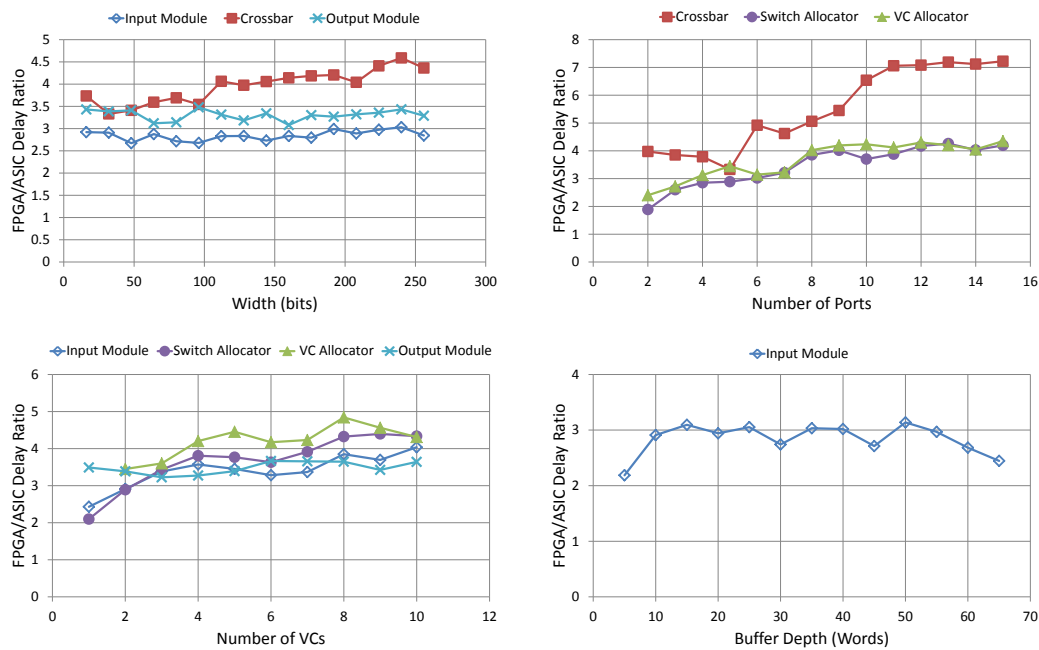 Input Module Crossbar Output Module
FPGA/ASIC Delay Ratio
5
4.5
4
3.5
3
2.5
2
1.5
1
0.5
0
0 50 100 150 200 250 300
Width (bits)
Crossbar Switch Allocator VC Allocator
FPGA/ASIC Delay Ratio
8
7
6
5
4
3
2
1
0
0 2 4 6 8 10 12 14 16
Number of Ports
Input Module Switch Allocator VC Allocator Output Module
FPGA/ASIC Delay Ratio
6
5
4
3
2
1
0
0 2 4 6 8 10 12
Number of VCs
Input Module
FPGA/ASIC Delay Ratio
4
3
2
1
0
0 10 20 30 40 50 60 70
Buffer Depth (Words)